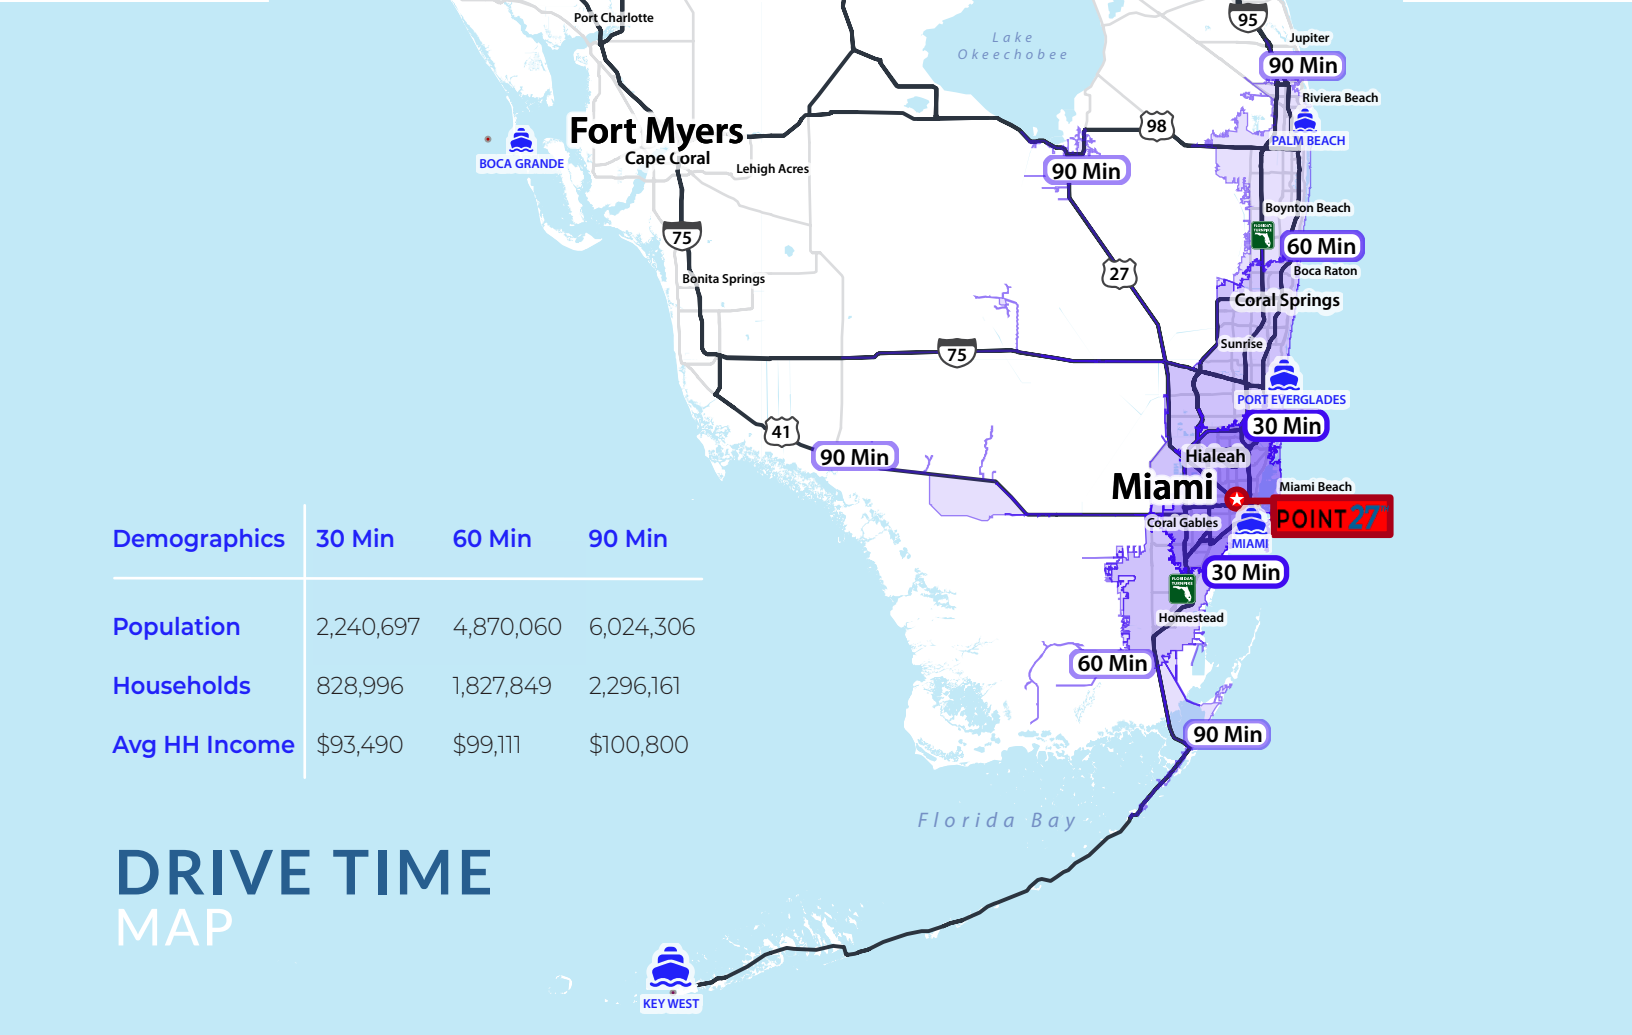 Port Charlotte
Lake
Okeechobee
95
Jupiter
90 Min
Riviera Beach
PALM BEACH
98
Fort Myers
Cape Coral
Lehigh Acres
BOCA GRANDE
90 Min
Boynton Beach
75
60 Min
Boca Raton
27
Bonita Springs
Coral Springs
Sunrise
75
PORT EVERGLADES
30 Min
41
90 Min
Hialeah
Miami
Miami Beach
POINT 27
Coral Gables
MIAMI
30 Min
Homestead
60 Min
90 Min
Demographics 30 Min 60 Min 90 Min
Population 2,240,697 4,870,060 6,024,306
Households 828,996 1,827,849 2,296,161
Avg HH Income $93,490 $99,111 $100,800
Florida Bay
DRIVE TIME
MAP
KEY WEST